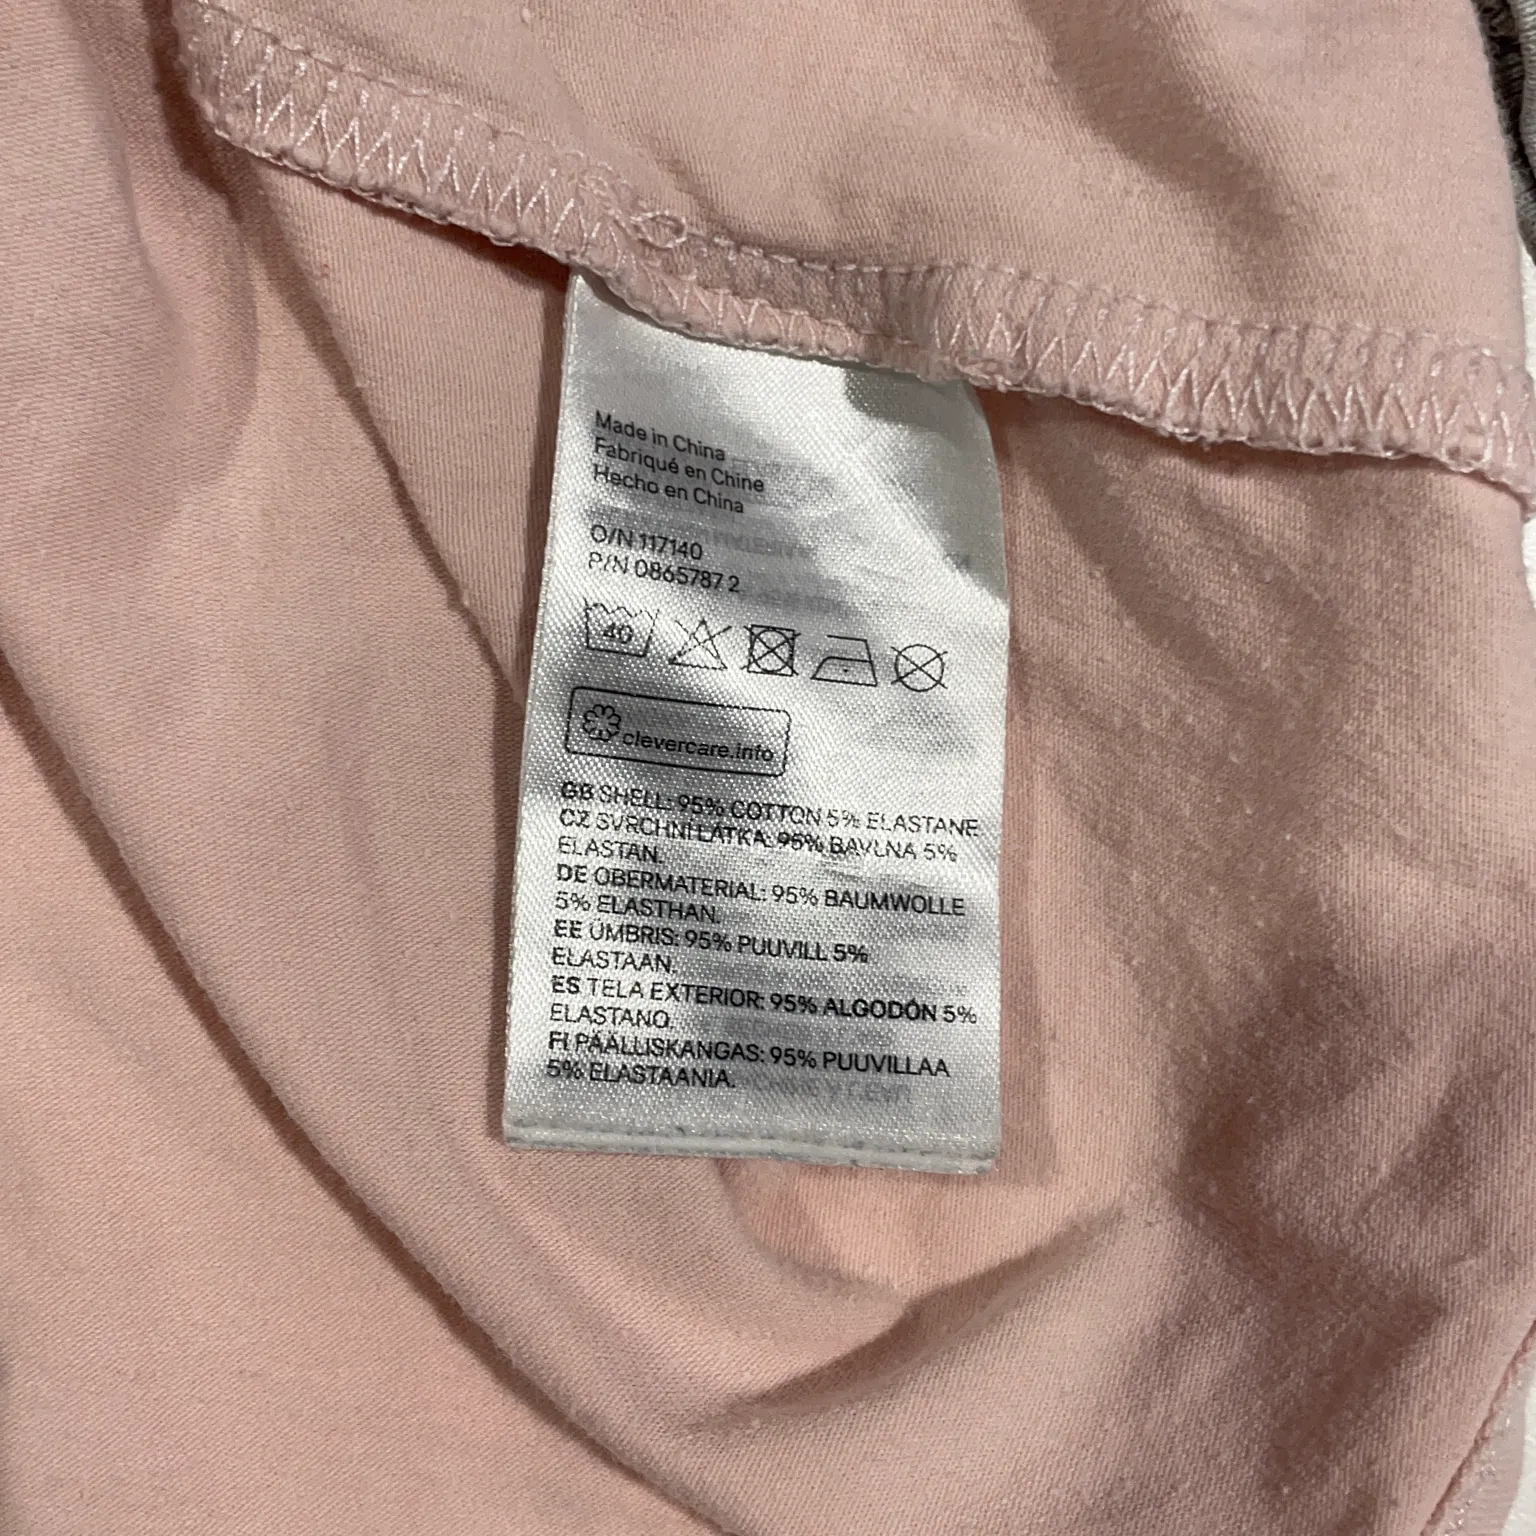 Made in China
Fabriqué en Chine
Hecho en China
O/N 117140
P/N 0865787 2
40
clevercare.info
GB SHELL: 95% COTTON 5% ELASTANE
CZ SVRCHNI LÁTKA: 95% BAVLNA 5%
ELASTAN.
DE OBERMATERIAL: 95% BAUMWOLLE
5% ELASTHAN.
EE ÜMBRIS: 95% PUUVILL 5%
ELASTAAN.
ES TELA EXTERIOR: 95% ALGODÓN 5%
ELASTANO.
FI PÄÄLLISKANGAS: 95% PUUVILLAA
5% ELASTAANIA.